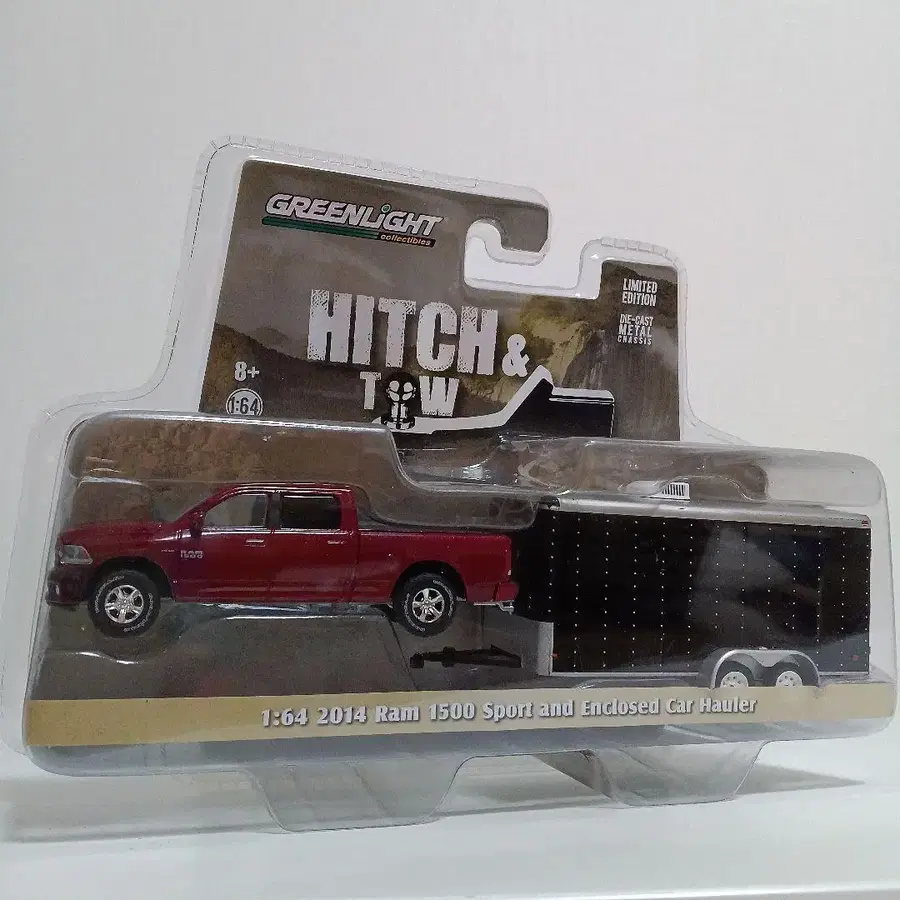 GREENLiGHT
collectibles
LIMITED
EDITION
DIE-CAST
METAL
CHASSIS
HITCH &
TOW
8+
1:64
RAM
1:64 2014 Ram 1500 Sport and Enclosed Car Hauler